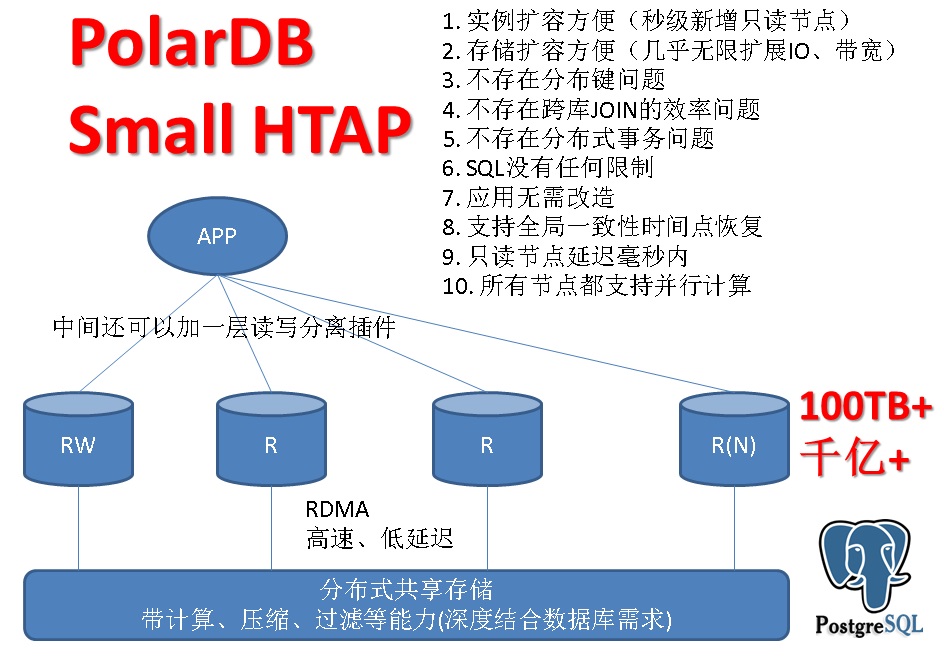 PolarDB
Small HTAP
1. 实例扩容方便（秒级新增只读节点）
2. 存储扩容方便（几乎无限扩展IO、带宽）
3. 不存在分布键问题
4. 不存在跨库JOIN的效率问题
5. 不存在分布式事务问题
6. SQL没有任何限制
7. 应用无需改造
8. 支持全局一致性时间点恢复
9. 只读节点延迟毫秒内
10. 所有节点都支持并行计算
APP
中间还可以加一层读写分离插件
RW
R
R
R(N)
100TB+
千亿+
RDMA
高速、低延迟
分布式共享存储
带计算、压缩、过滤等能力(深度结合数据库需求)
PostgreSQL